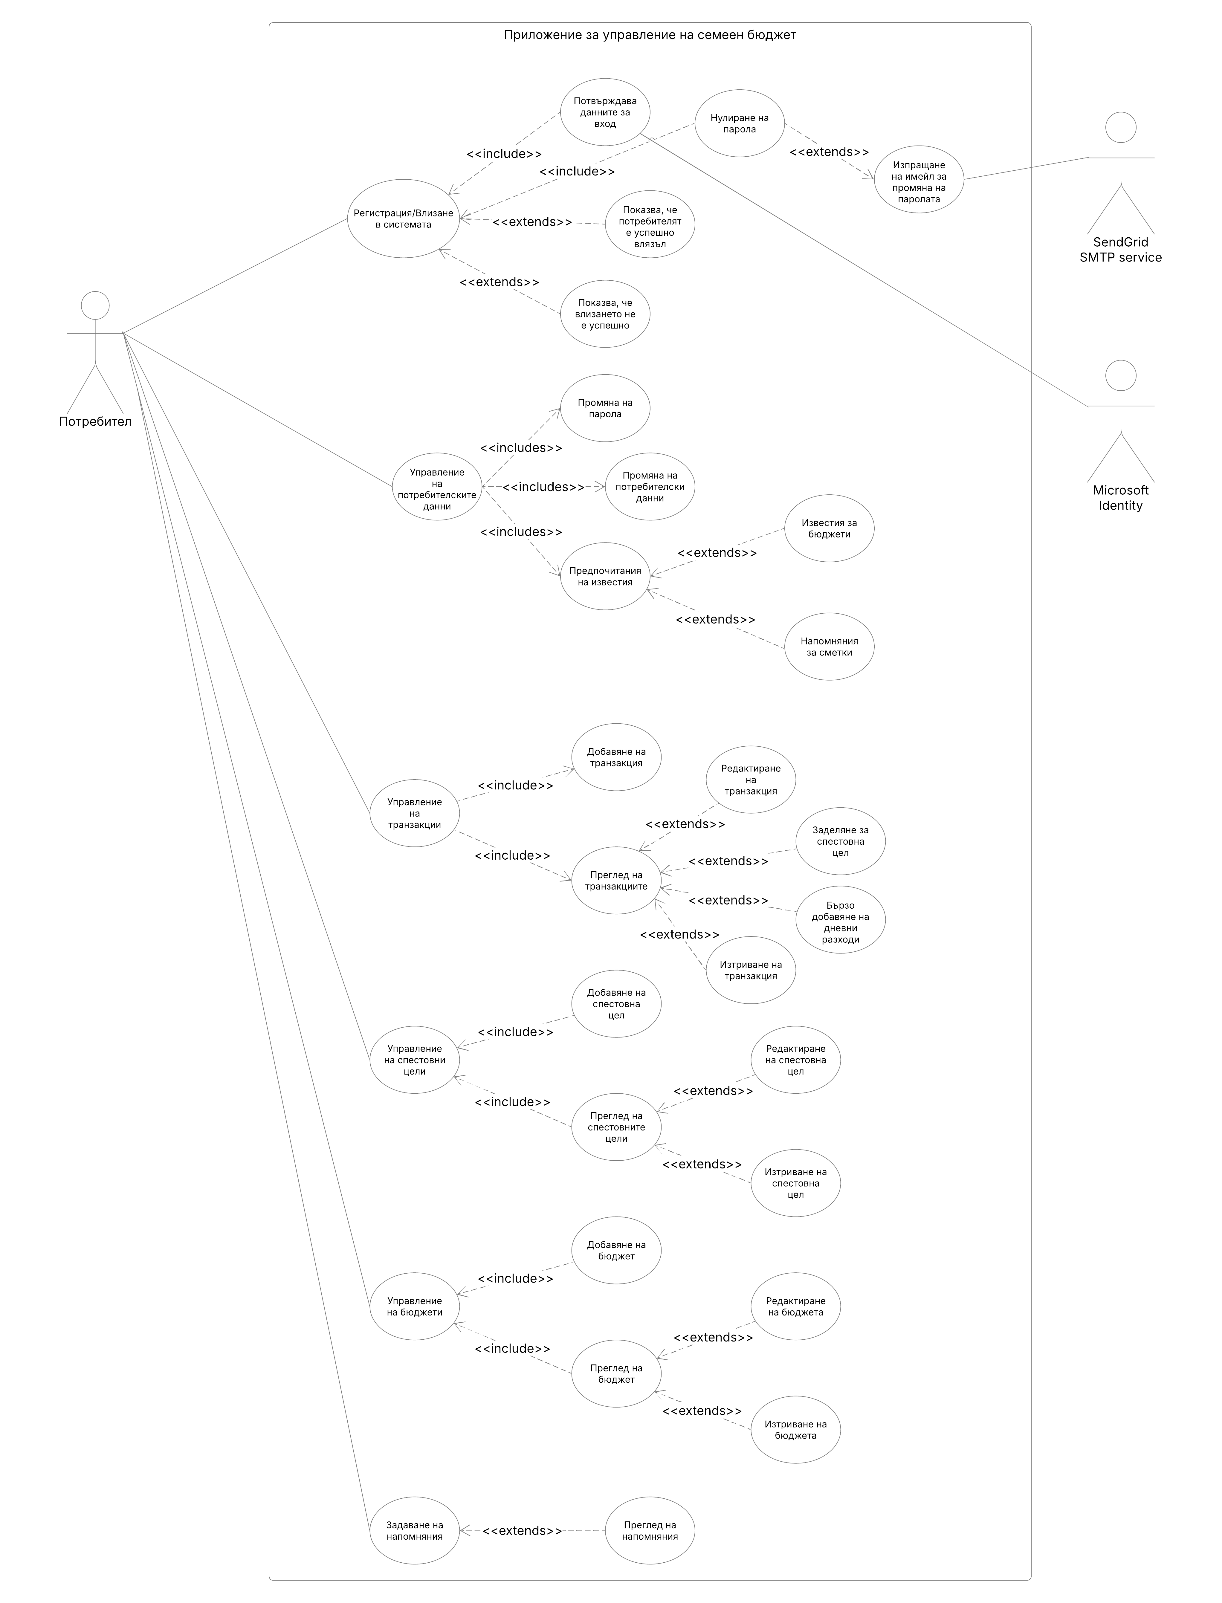 Приложение за управление на семеен бюджет
Потвърждава
данните за
вход
Нулиране на
парола
<<include>>
<<extends>>
<<include>>
Изпращане
на имейл за
промяна на
паролата
Регистрация/Влизане
в системата
<<extends>>
Показва, че
потребителят
е успешно
влязъл
SendGrid
SMTP service
<<extends>>
Показва, че
влизането не
е успешно
Потребител
Промяна на
парола
<<includes>>
Управление
на
потребителските
данни
<<includes>>
Промяна на
потребителски
данни
Microsoft
Identity
<<includes>>
Известия за
бюджети
<<extends>>
Предпочитания
на известия
<<extends>>
Напомняния
за сметки
Добавяне на
транзакция
<<include>>
Редактиране
на
транзакция
Управление
на
транзакции
<<extends>>
Заделяне за
спестовна
цел
<<include>>
<<extends>>
Преглед на
транзакциите
<<extends>>
Бързо
добавяне на
дневни
разходи
<<extends>>
Изтриване на
транзакция
Добавяне на
спестовна
цел
<<include>>
Управление
на спестовни
цели
Редактиране
на спестовна
цел
<<extends>>
<<include>>
Преглед на
спестовните
цели
<<extends>>
Изтриване на
спестовна
цел
Добавяне на
бюджет
<<include>>
Управление
на бюджети
Редактиране
на бюджета
<<extends>>
<<include>>
Преглед на
бюджет
<<extends>>
Изтриване на
бюджета
Задаване на
напомняния
<<extends>>
Преглед на
напомняния